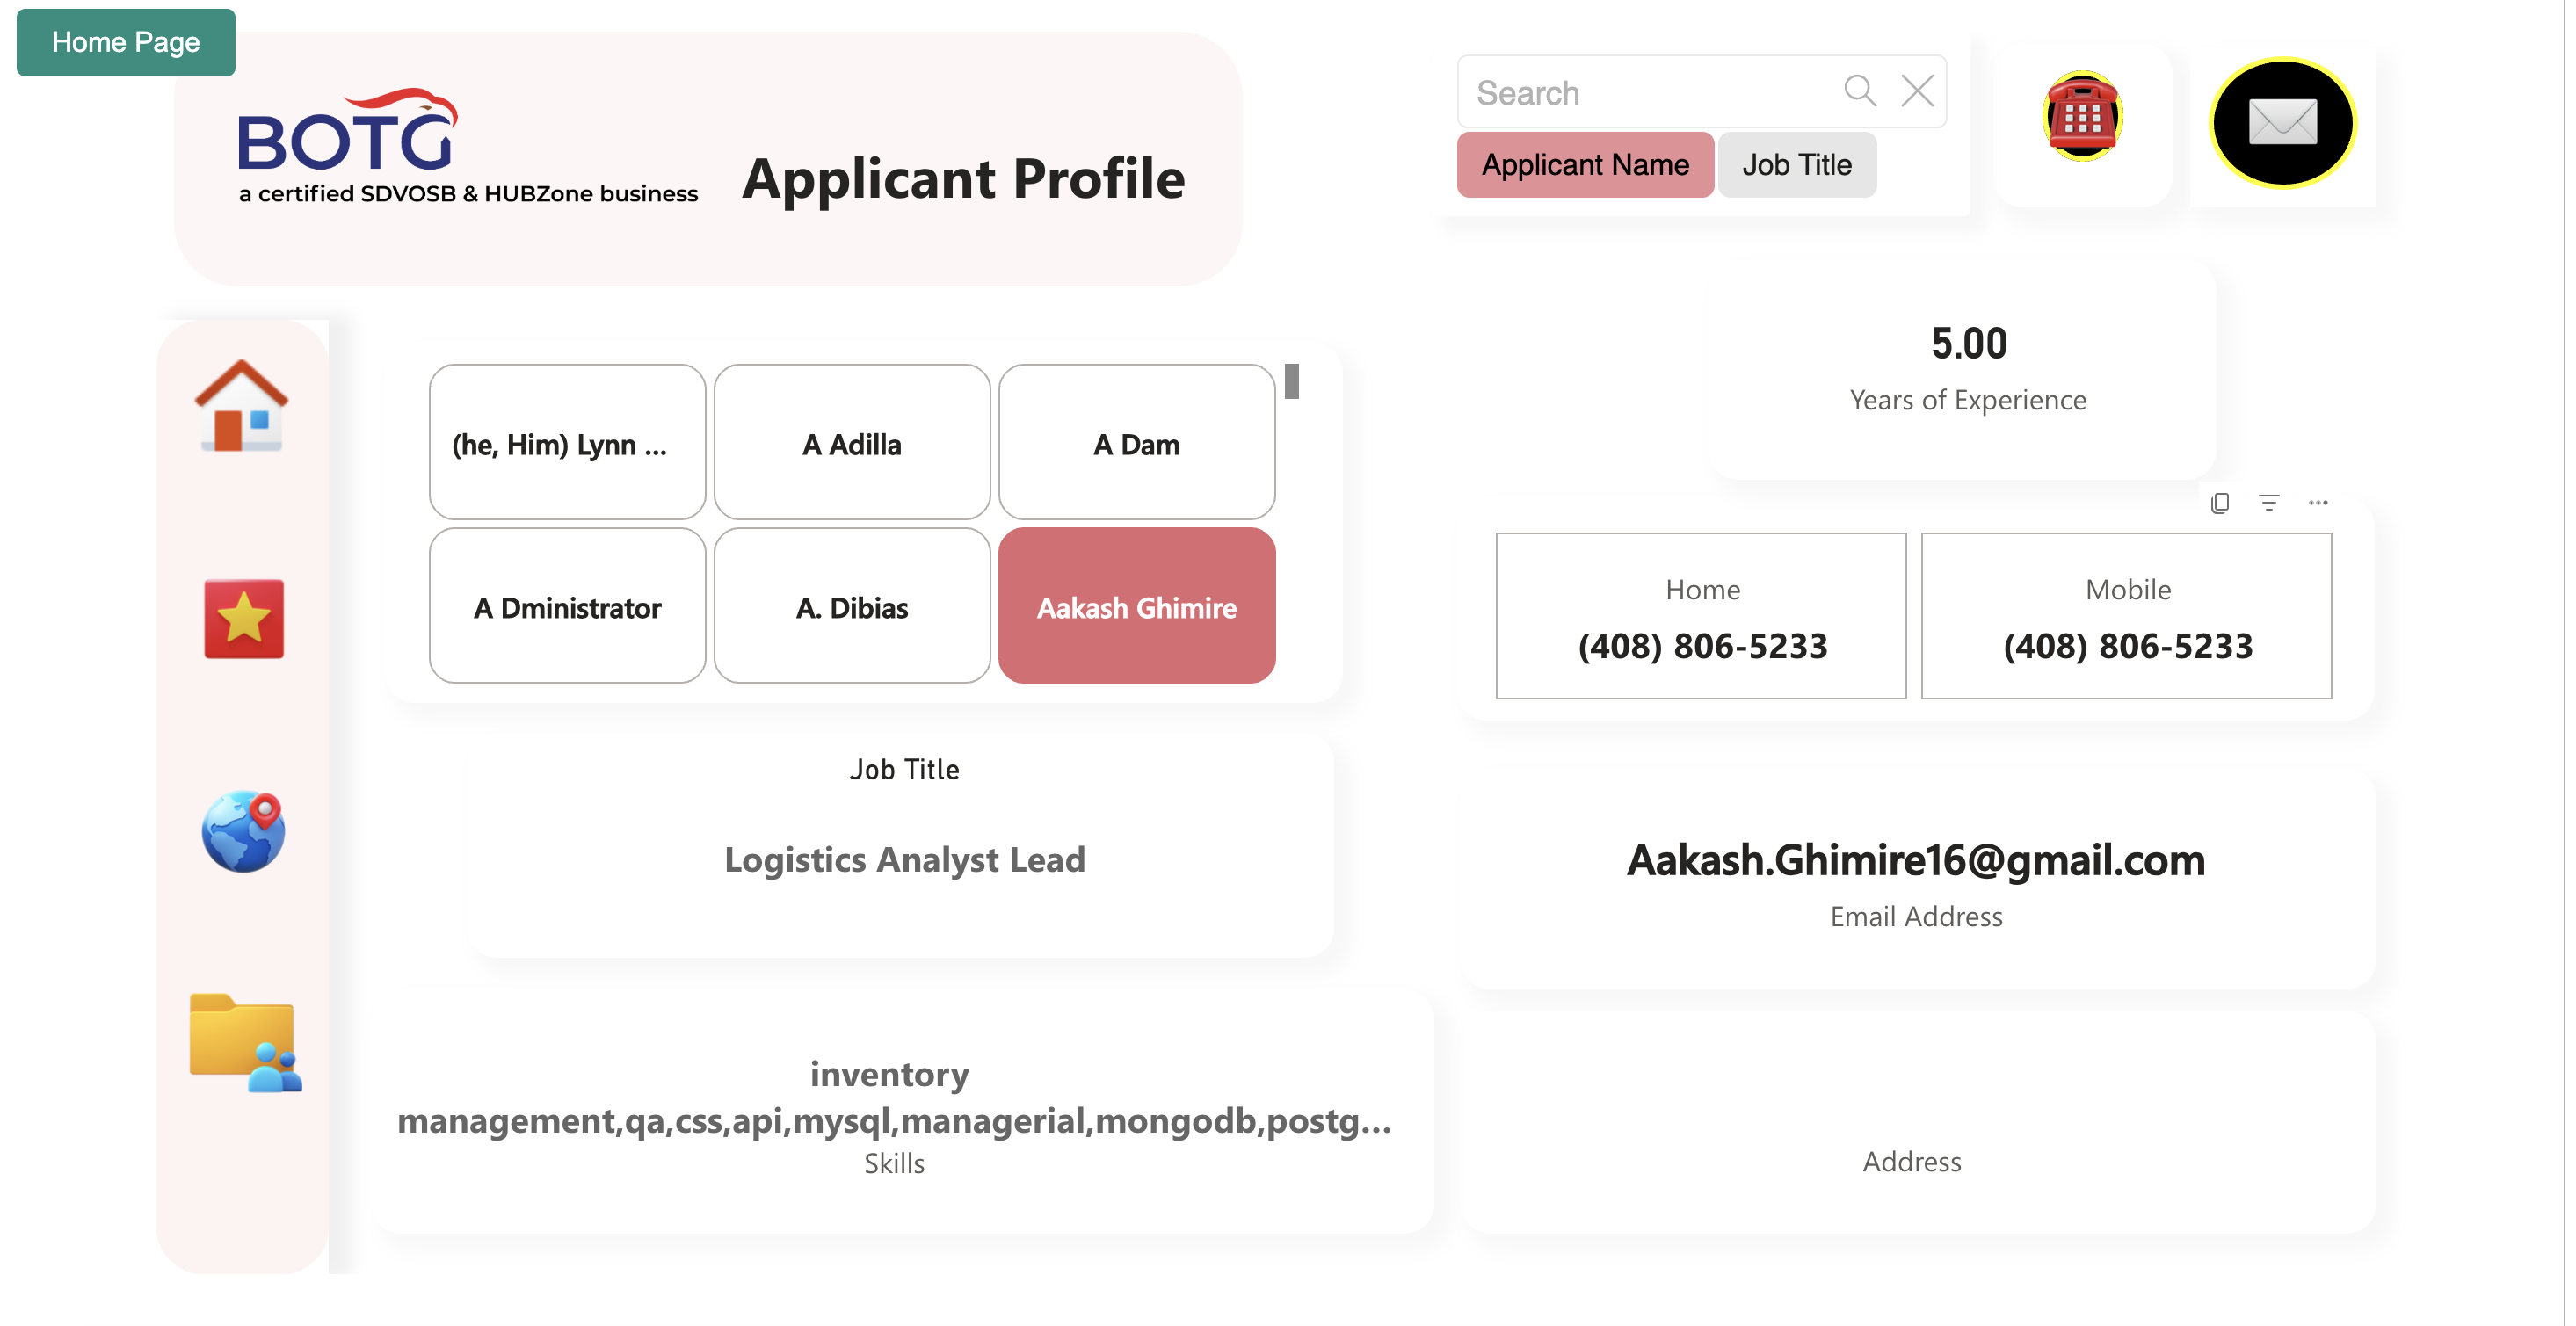 Home Page
BOTG
a certified SDVOSB & HUBZone business
Applicant Profile
Search
Applicant Name
Job Title
5.00
Years of Experience
(he, Him) Lynn ...
A Adilla
A Dam
A Dministrator
A. Dibias
Aakash Ghimire
Home
(408) 806-5233
Mobile
(408) 806-5233
Job Title
Logistics Analyst Lead
Aakash.Ghimire16@gmail.com
Email Address
inventory
management,qa,css,api,mysql,managerial,mongodb,postg...
Skills
Address